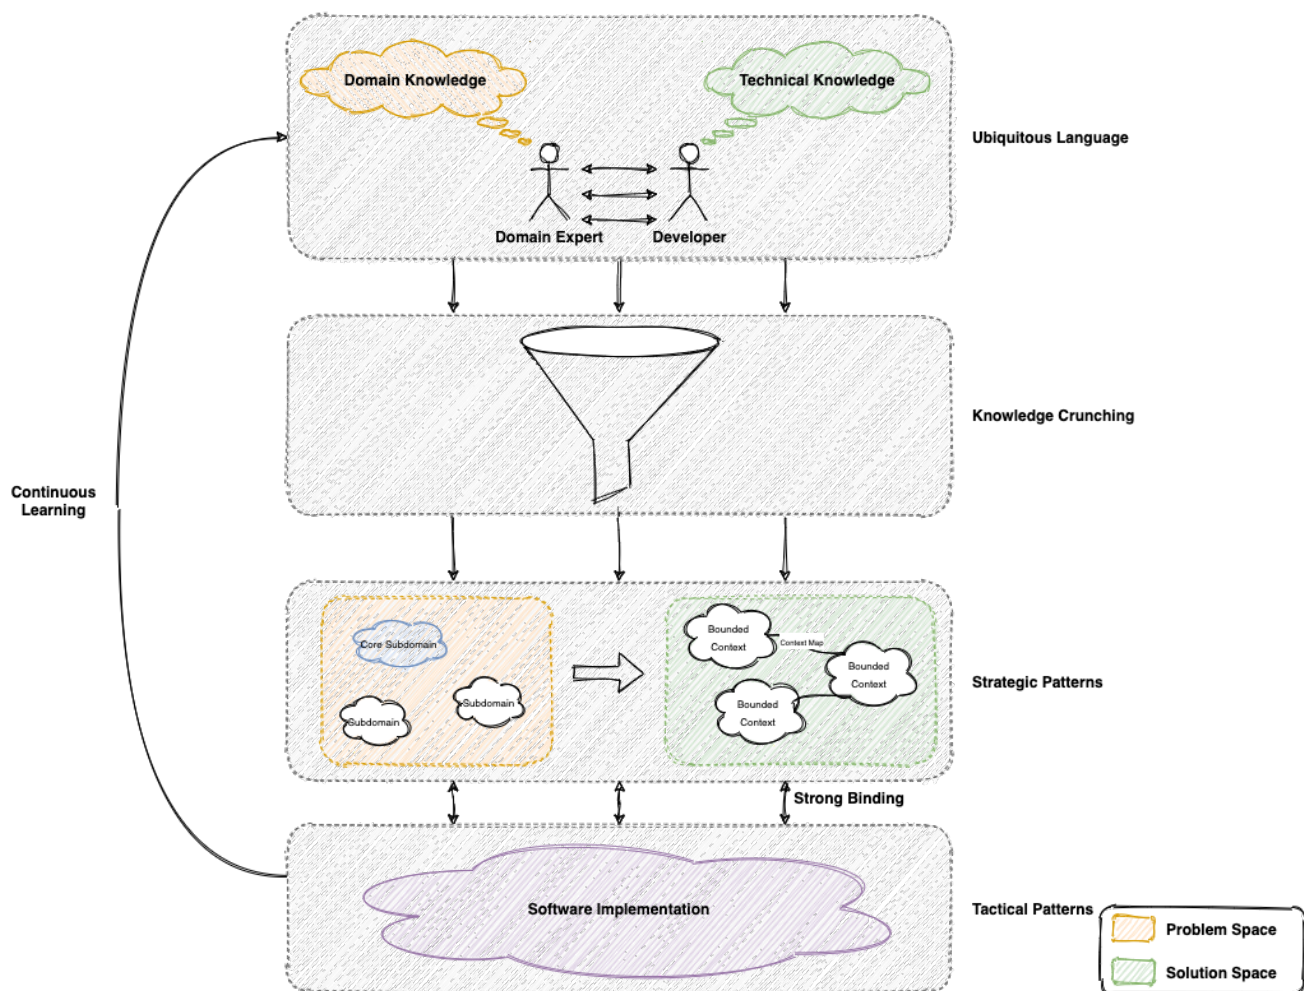 Domain Knowledge
Technical Knowledge
Ubiquitous Language
Domain Expert
Developer
Knowledge Crunching
Continuous
Learning
Core Subdomain
Subdomain
Subdomain
Bounded
Context
Context Map
Bounded
Context
Bounded
Context
Strategic Patterns
Strong Binding
Software Implementation
Tactical Patterns
Problem Space
Solution Space